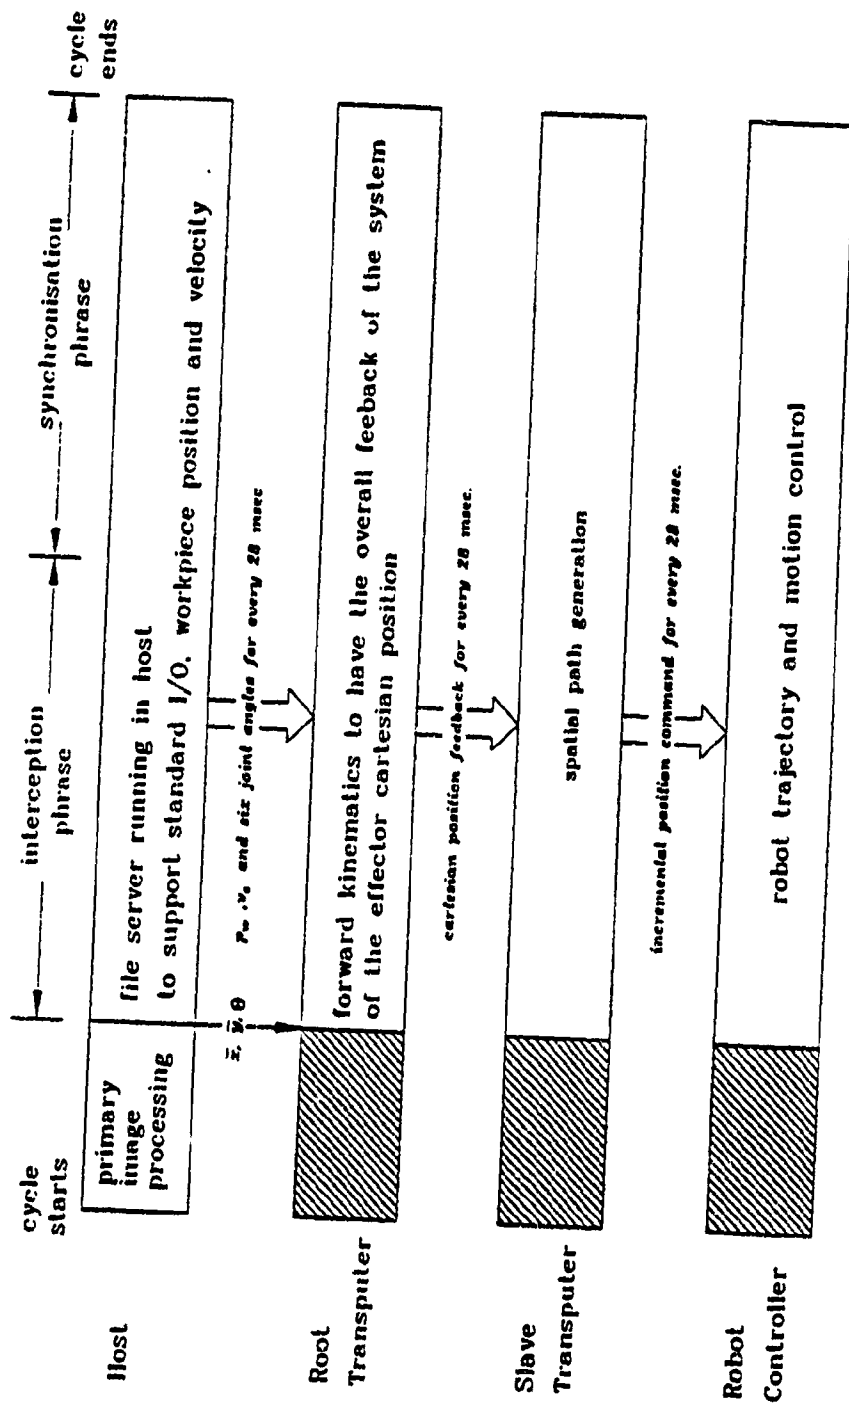 cycle
starts
interception
phrase
synchronisation
phrase
cycle
ends
Host
primary
image
processing
file server running in host
to support standard I/O, workpiece position and velocity .
x̄, ȳ, θ
and six joint angles for every 28 msec
Root
Transputer
forward kinematics to have the overall feeback of the system
of the effector cartesian position
cartesian position feedback for every 28 msec.
Slave
Transputer
spatial path generation
incremental position command for every 28 msec.
Robot
Controller
robot trajectory and motion control